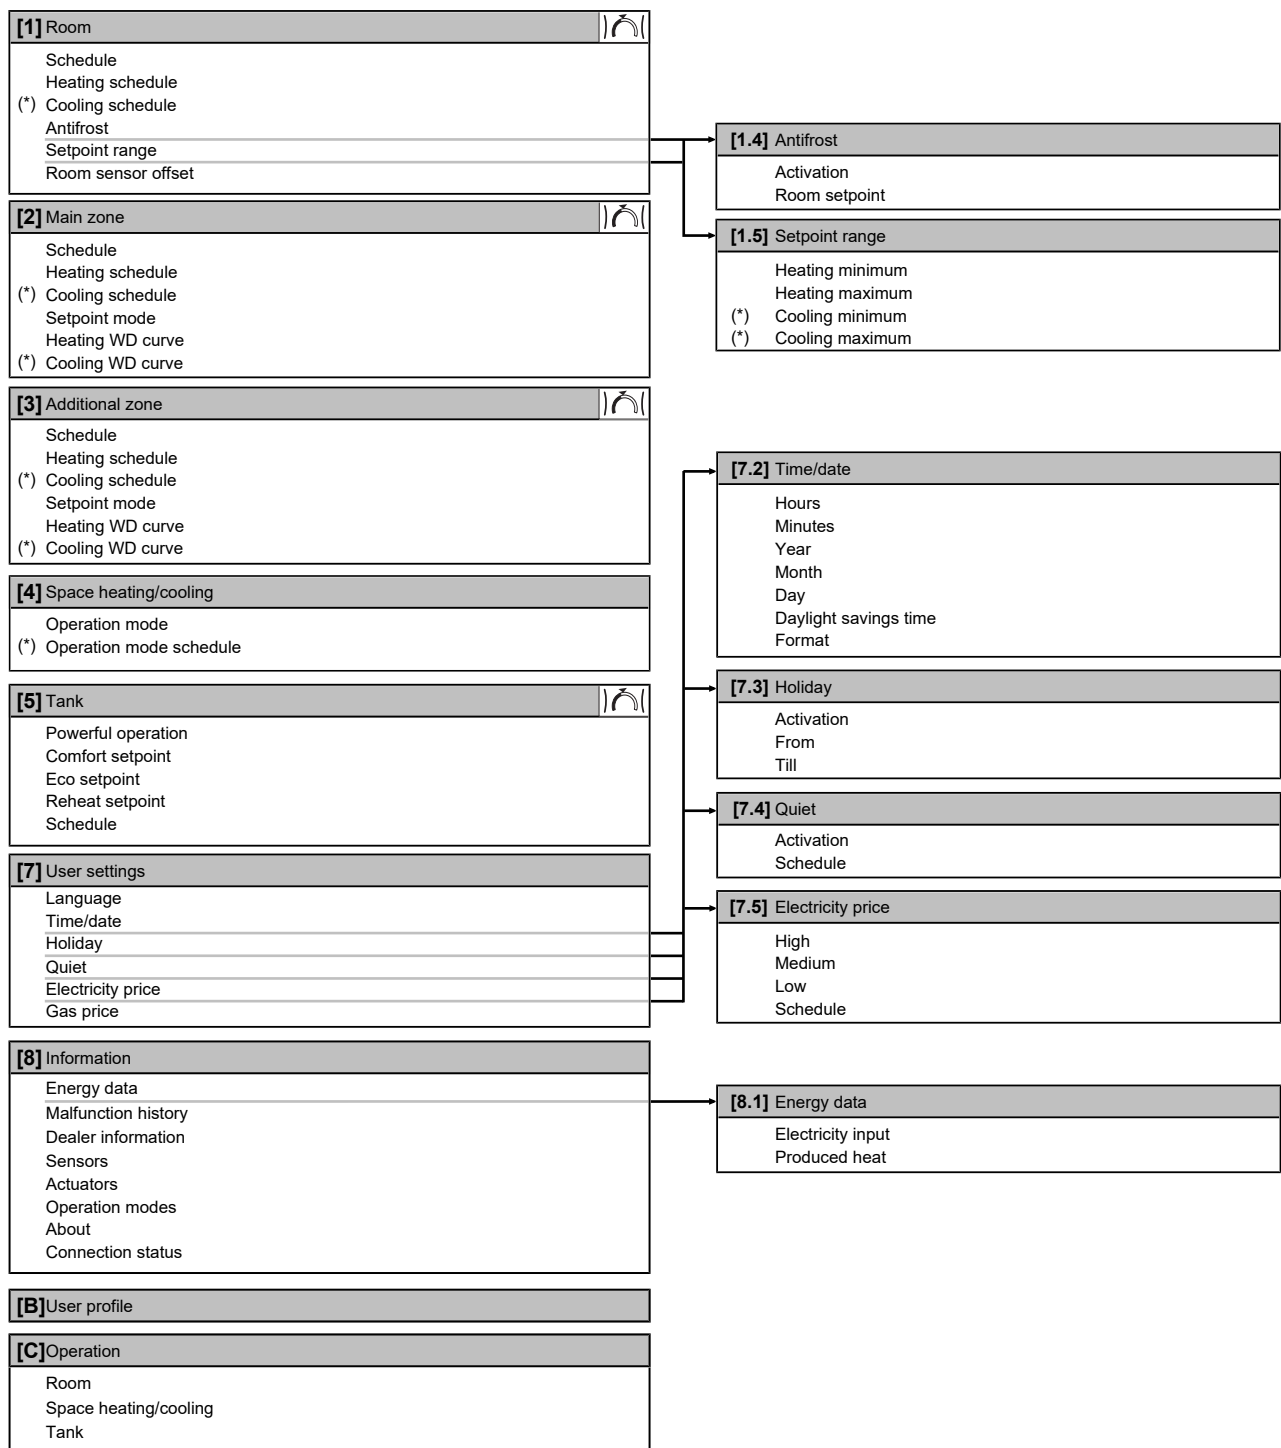 [1] Room
Schedule
Heating schedule
(*) Cooling schedule
Antifrost
Setpoint range
Room sensor offset
[2] Main zone
Schedule
Heating schedule
(*) Cooling schedule
Setpoint mode
Heating WD curve
(*) Cooling WD curve
[3] Additional zone
Schedule
Heating schedule
(*) Cooling schedule
Setpoint mode
Heating WD curve
(*) Cooling WD curve
[4] Space heating/cooling
Operation mode
(*) Operation mode schedule
[5] Tank
Powerful operation
Comfort setpoint
Eco setpoint
Reheat setpoint
Schedule
[7] User settings
Language
Time/date
Holiday
Quiet
Electricity price
Gas price
[8] Information
Energy data
Malfunction history
Dealer information
Sensors
Actuators
Operation modes
About
Connection status
[B] User profile
[C] Operation
Room
Space heating/cooling
Tank
[1.4] Antifrost
Activation
Room setpoint
[1.5] Setpoint range
Heating minimum
Heating maximum
(*) Cooling minimum
(*) Cooling maximum
[7.2] Time/date
Hours
Minutes
Year
Month
Day
Daylight savings time
Format
[7.3] Holiday
Activation
From
Till
[7.4] Quiet
Activation
Schedule
[7.5] Electricity price
High
Medium
Low
Schedule
[8.1] Energy data
Electricity input
Produced heat